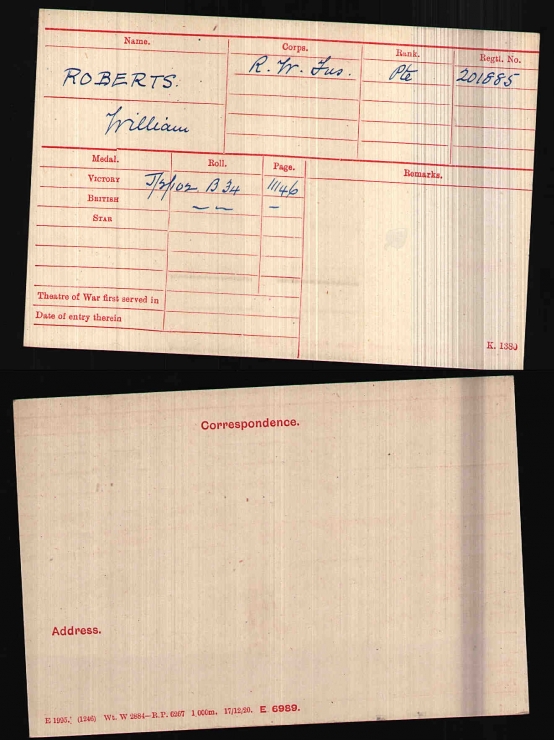 Name. Corps. Rank. Regtl. No.
ROBERTS. R. W. Fus. Pte 201885
William
Medal. Roll. Page. Remarks.
VICTORY J/2/102 B34 11146
BRITISH — — —
STAR
Theatre of War first served in
Date of entry therein
K. 1380
Correspondence.
Address.
E 1995. (1246) Wt. W 2884—R.P. 6267 1,000m. 17/12/20. E 6989.